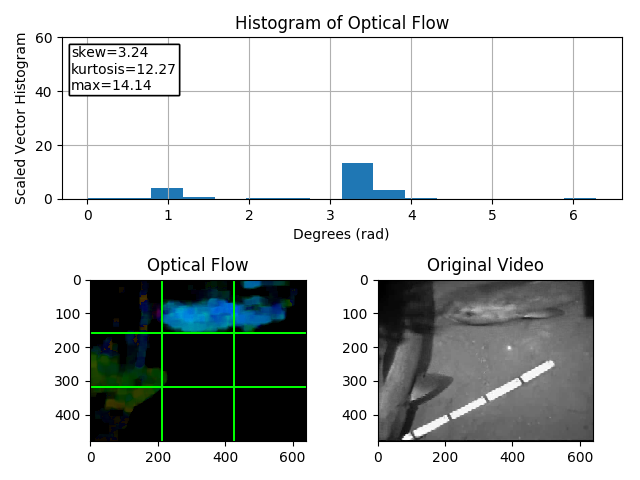 Histogram of Optical Flow
Scaled Vector Histogram
60
40
20
0
skew=3.24
kurtosis=12.27
max=14.14
0 1 2 3 4 5 6
Degrees (rad)
Optical Flow
0
100
200
300
400
0 200 400 600
Original Video
0
100
200
300
400
0 200 400 600